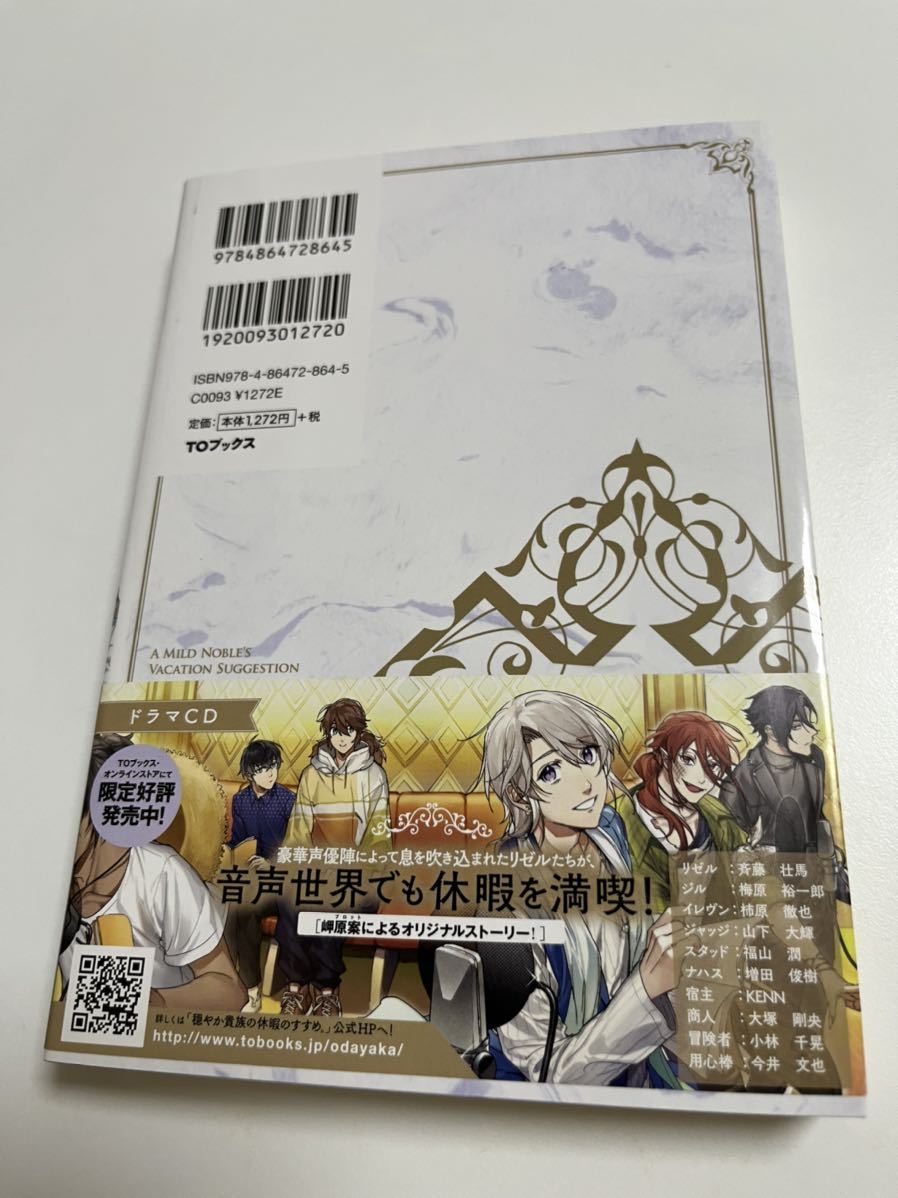 9784864728645
1920093012720
ISBN978-4-86472-864-5
C0093 ¥1272E
定価：本体1,272円＋税
TOブックス
A MILD NOBLE'S
VACATION SUGGESTION
ドラマCD
TOブックス・
オンラインストアにて
限定好評
発売中！
豪華声優陣によって息を吹き込まれたリゼルたちが、
音声世界でも休暇を満喫！
プロット
［岬原案によるオリジナルストーリー！］
リゼル：斉藤　壮馬
ジル：梅原　裕一郎
イレヴン：柿原　徹也
ジャッジ：山下　大輝
スタッド：福山　潤
ナハス：増田　俊樹
宿主：KENN
商人：大塚　剛央
冒険者：小林　千晃
用心棒：今井　文也
詳しくは「穏やか貴族の休暇のすすめ。」公式HPへ！
http://www.tobooks.jp/odayaka/